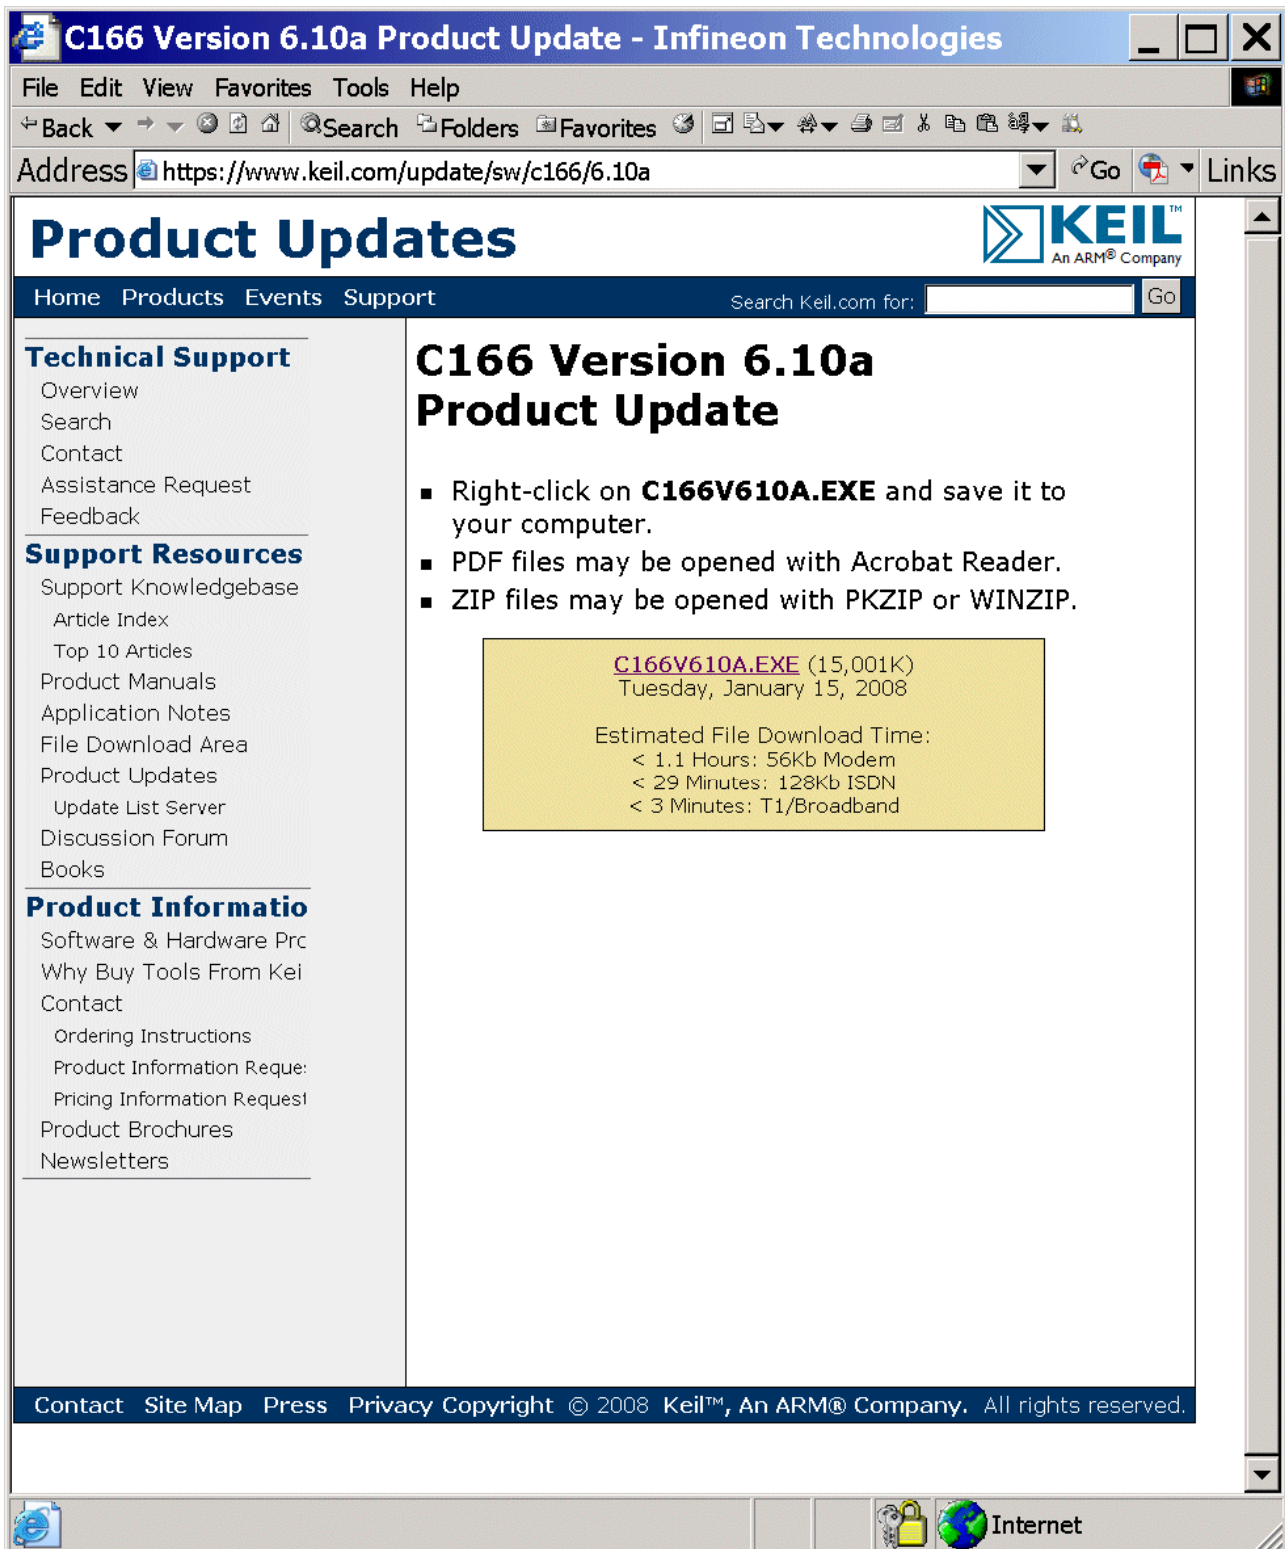 C166 Version 6.10a Product Update - Infineon Technologies
File Edit View Favorites Tools Help
Back Search Folders Favorites
Address https://www.keil.com/update/sw/c166/6.10a Go Links
Product Updates
KEIL™
An ARM® Company
Home Products Events Support Search Keil.com for: Go
Technical Support
Overview
Search
Contact
Assistance Request
Feedback
Support Resources
Support Knowledgebase
Article Index
Top 10 Articles
Product Manuals
Application Notes
File Download Area
Product Updates
Update List Server
Discussion Forum
Books
Product Informatio
Software & Hardware Prc
Why Buy Tools From Kei
Contact
Ordering Instructions
Product Information Reque
Pricing Information Request
Product Brochures
Newsletters
C166 Version 6.10a
Product Update
▪ Right-click on C166V610A.EXE and save it to
your computer.
▪ PDF files may be opened with Acrobat Reader.
▪ ZIP files may be opened with PKZIP or WINZIP.
C166V610A.EXE (15,001K)
Tuesday, January 15, 2008
Estimated File Download Time:
< 1.1 Hours: 56Kb Modem
< 29 Minutes: 128Kb ISDN
< 3 Minutes: T1/Broadband
Contact Site Map Press Privacy Copyright © 2008 Keil™, An ARM® Company. All rights reserved.
Internet